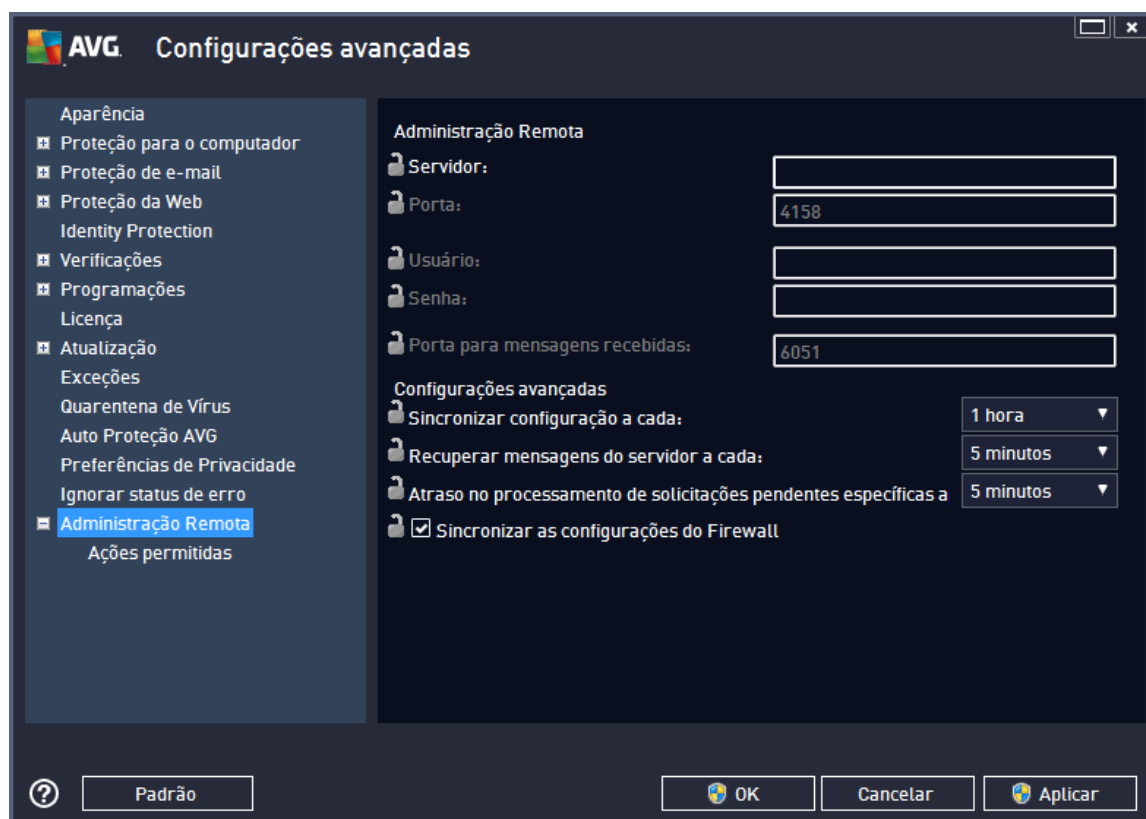 AVG. Configurações avançadas
Aparência
Proteção para o computador
Proteção de e-mail
Proteção da Web
Identity Protection
Verificações
Programações
Licença
Atualização
Exceções
Quarentena de Vírus
Auto Proteção AVG
Preferências de Privacidade
Ignorar status de erro
Administração Remota
Ações permitidas
Administração Remota
Servidor:
Porta: 4158
Usuário:
Senha:
Porta para mensagens recebidas: 6051
Configurações avançadas
Sincronizar configuração a cada: 1 hora
Recuperar mensagens do servidor a cada: 5 minutos
Atraso no processamento de solicitações pendentes específicas a 5 minutos
Sincronizar as configurações do Firewall
Padrão OK Cancelar Aplicar